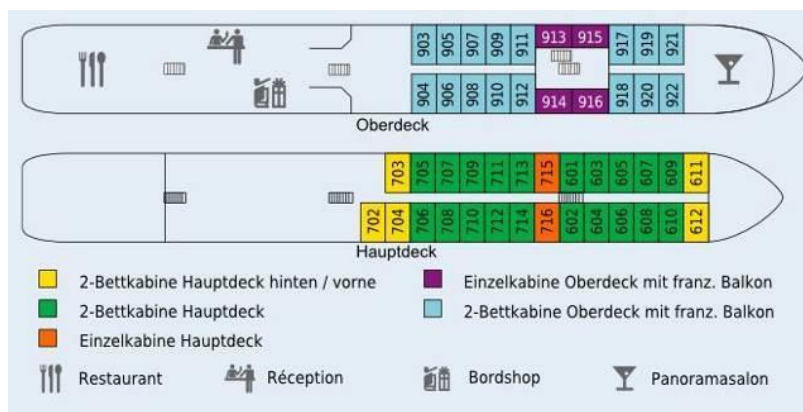 903 905 907 909 911 913 915 917 919 921
904 906 908 910 912 914 916 918 920 922
Oberdeck
703 705 707 709 711 713 715 601 603 605 607 609 611
702 704 706 708 710 712 714 716 602 604 606 608 610 612
Hauptdeck
2-Bettkabine Hauptdeck hinten / vorne
Einzelkabine Oberdeck mit franz. Balkon
2-Bettkabine Hauptdeck
2-Bettkabine Oberdeck mit franz. Balkon
Einzelkabine Hauptdeck
Restaurant
Réception
Bordshop
Panoramasalon